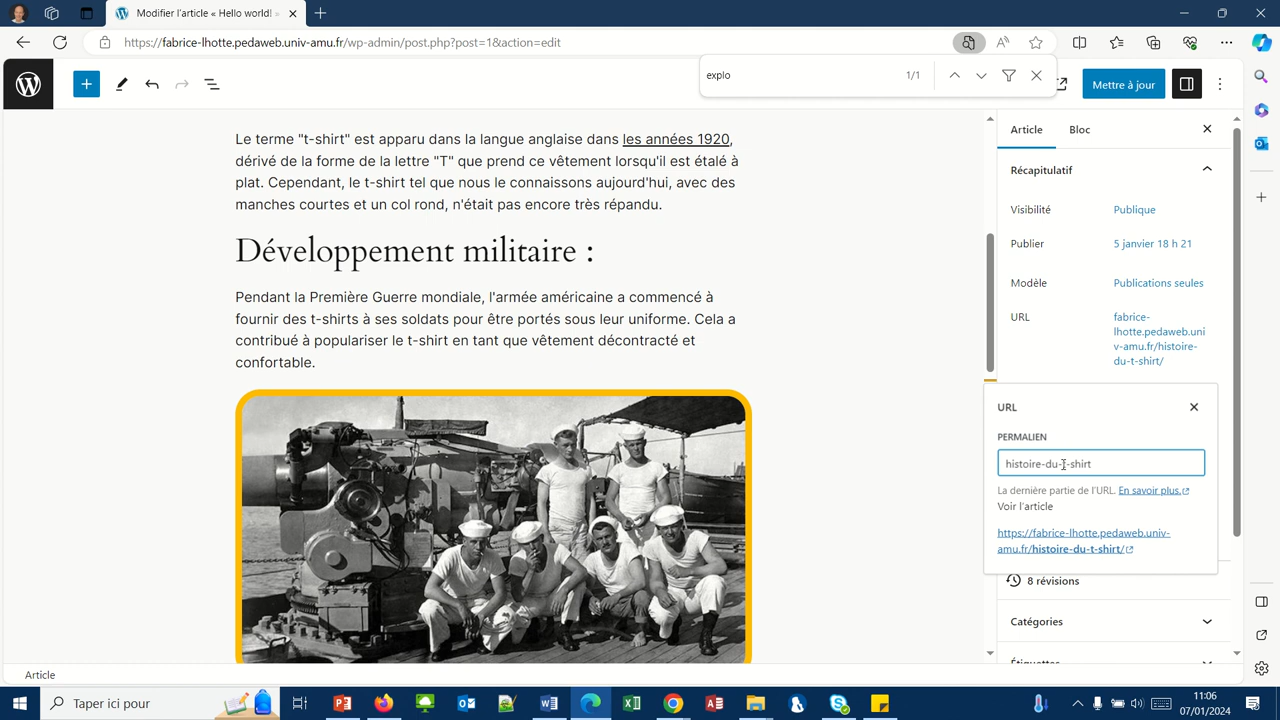 Modifier l'article « Hello world! »
https://fabrice-lhotte.pedaweb.univ-amu.fr/wp-admin/post.php?post=1&action=edit
explo
1/1
Mettre à jour
Le terme "t-shirt" est apparu dans la langue anglaise dans les années 1920,
dérivé de la forme de la lettre "T" que prend ce vêtement lorsqu'il est étalé à
plat. Cependant, le t-shirt tel que nous le connaissons aujourd'hui, avec des
manches courtes et un col rond, n'était pas encore très répandu.
Développement militaire :
Pendant la Première Guerre mondiale, l'armée américaine a commencé à
fournir des t-shirts à ses soldats pour être portés sous leur uniforme. Cela a
contribué à populariser le t-shirt en tant que vêtement décontracté et
confortable.
Article
Bloc
Récapitulatif
Visibilité
Publique
Publier
5 janvier 18 h 21
Modèle
Publications seules
URL
fabrice-
lhotte.pedaweb.uni
v-amu.fr/histoire-
du-t-shirt/
URL
PERMALIEN
histoire-du-t-shirt
La dernière partie de l'URL. En savoir plus.
Voir l'article
https://fabrice-lhotte.pedaweb.univ-
amu.fr/histoire-du-t-shirt/
8 révisions
Catégories
Étiquettes
Article
Taper ici pour
11:06
07/01/2024